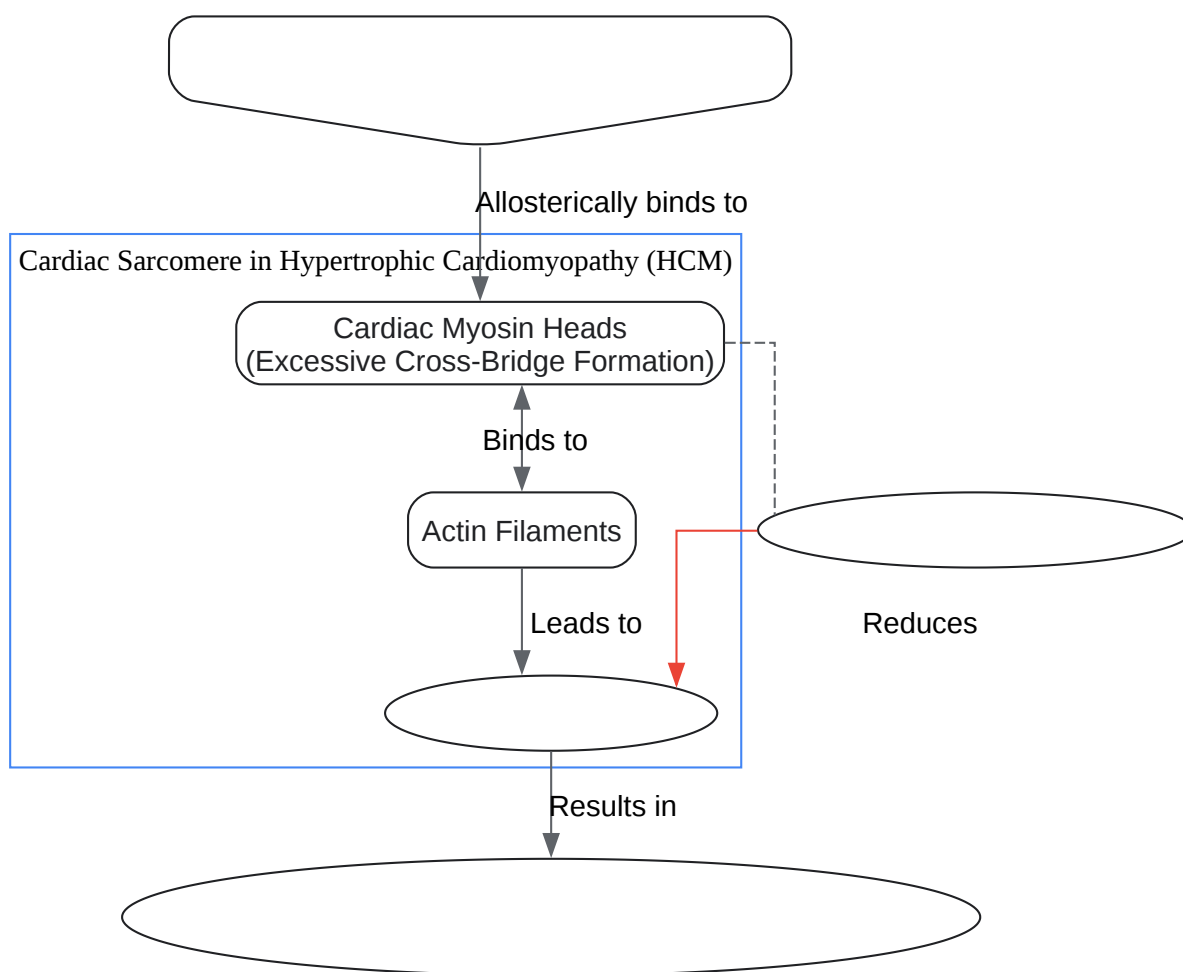 Allosterically binds to
Cardiac Sarcomere in Hypertrophic Cardiomyopathy (HCM)
Cardiac Myosin Heads
(Excessive Cross-Bridge Formation)
Binds to
Actin Filaments
Leads to
Reduces
Results in